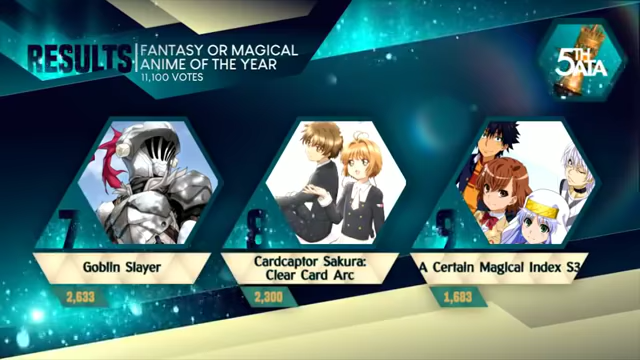 RESULTS
FANTASY OR MAGICAL
ANIME OF THE YEAR
11,100 VOTES
5TH
ATA
7
8
9
Goblin Slayer
Cardcaptor Sakura:
Clear Card Arc
A Certain Magical Index S3
2,633
2,300
1,683